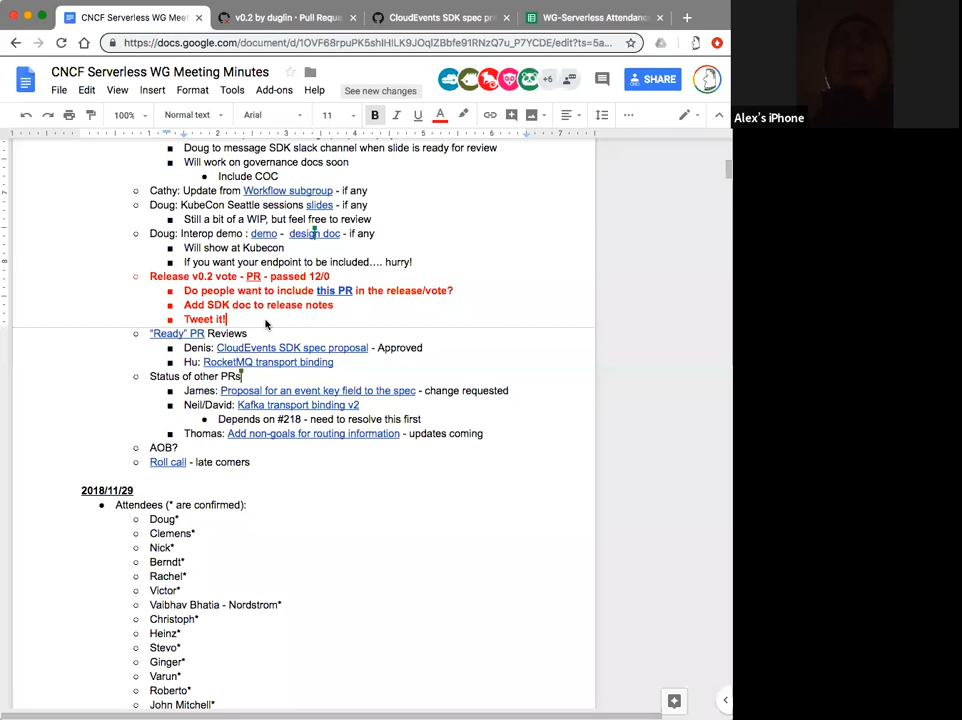 CNCF Serverless WG Meet
v0.2 by duglin · Pull Requ
CloudEvents SDK spec pr
WG-Serverless Attendanc
https://docs.google.com/document/d/1OVF68rpuPK5shIHILK9JOqIZBbfe91RNzQ7u_P7YCDE/edit?ts=5a...
CNCF Serverless WG Meeting Minutes
+6
SHARE
File Edit View Insert Format Tools Add-ons Help
See new changes
100%
Normal text
Arial
11
Alex's iPhone
Doug to message SDK slack channel when slide is ready for review
Will work on governance docs soon
Include COC
Cathy: Update from Workflow subgroup - if any
Doug: KubeCon Seattle sessions slides - if any
Still a bit of a WIP, but feel free to review
Doug: Interop demo : demo - design doc - if any
Will show at Kubecon
If you want your endpoint to be included.... hurry!
Release v0.2 vote - PR - passed 12/0
Do people want to include this PR in the release/vote?
Add SDK doc to release notes
Tweet it!
"Ready" PR Reviews
Denis: CloudEvents SDK spec proposal - Approved
Hu: RocketMQ transport binding
Status of other PRs
James: Proposal for an event key field to the spec - change requested
Neil/David: Kafka transport binding v2
Depends on #218 - need to resolve this first
Thomas: Add non-goals for routing information - updates coming
AOB?
Roll call - late comers
2018/11/29
Attendees (* are confirmed):
Doug*
Clemens*
Nick*
Berndt*
Rachel*
Victor*
Vaibhav Bhatia - Nordstrom*
Christoph*
Heinz*
Stevo*
Ginger*
Varun*
Roberto*
John Mitchell*